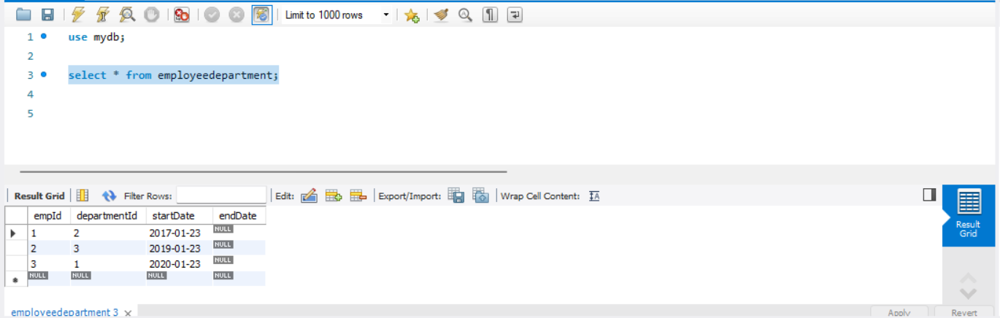 Limit to 1000 rows
1 use mydb;
2
3 select * from employeedepartment;
4
5
Result Grid Filter Rows: Edit: Export/Import: Wrap Cell Content:
empId departmentId startDate endDate
1 2 2017-01-23 NULL
2 3 2019-01-23 NULL
3 1 2020-01-23 NULL
NULL NULL NULL NULL
Result
Grid
employeedepartment 3 Apply Revert